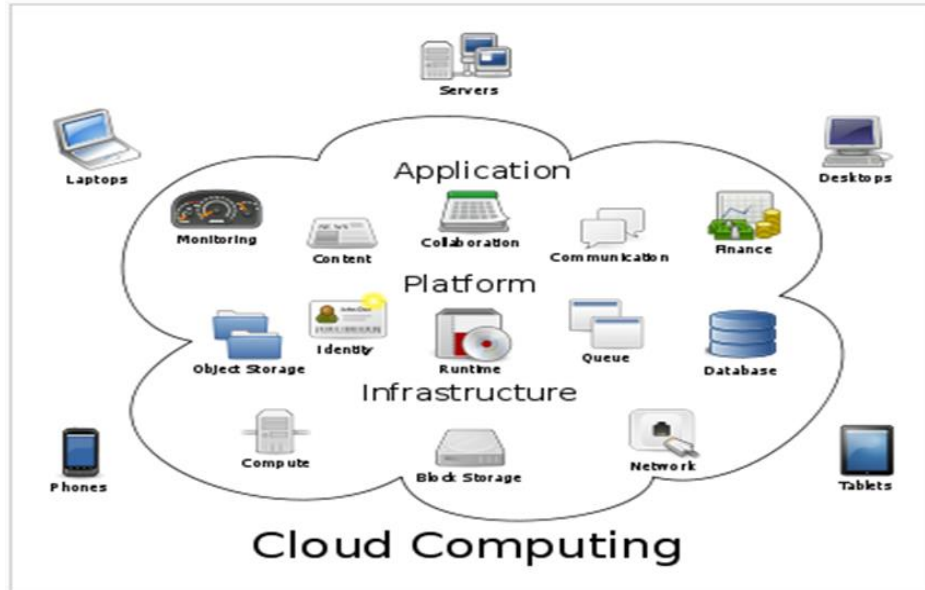 Servers
Laptops
Desktops
Application
Monitoring
Content
Collaboration
Communication
Finance
Platform
Object Storage
Identity
Runtime
Queue
Database
Infrastructure
Compute
Block Storage
Network
Phones
Tablets
Cloud Computing